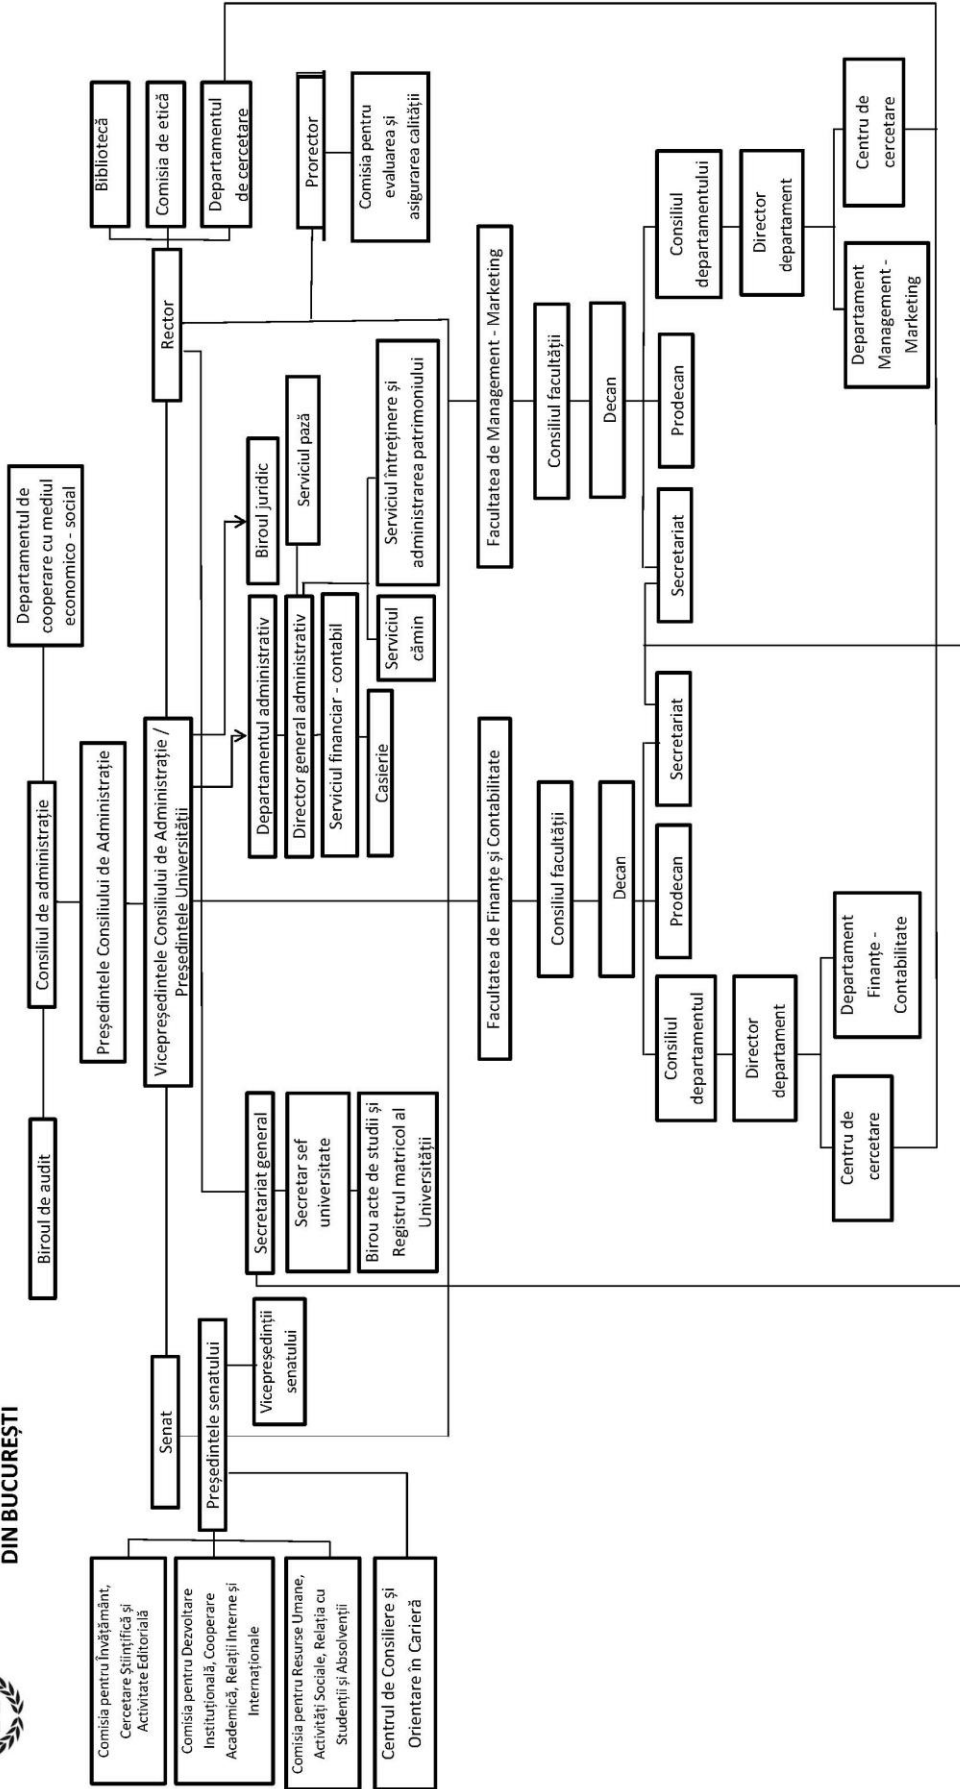 DIN BUCUREȘTI
Departamentul de
cooperare cu mediul
economico - social
Biroul de audit
Consiliul de administrație
Președintele Consiliului de Administrație
Vicepreședintele Consiliului de Administrație /
Președintele Universității
Senat
Rector
Bibliotecă
Comisia de etică
Departamentul
de cercetare
Prorector
Comisia pentru
evaluarea și
asigurarea calității
Președintele senatului
Vicepreședinții
senatului
Comisia pentru Învățământ,
Cercetare Științifică și
Activitate Editorială
Comisia pentru Dezvoltare
Instituțională, Cooperare
Academică, Relații Interne și
Internaționale
Comisia pentru Resurse Umane,
Activități Sociale, Relația cu
Studenții și Absolvenții
Centrul de Consiliere și
Orientare în Carieră
Secretariat general
Secretar sef
universitate
Birou acte de studii și
Registrul matricol al
Universității
Departamentul administrativ
Biroul juridic
Director general administrativ
Serviciul pază
Serviciul financiar - contabil
Casierie
Serviciul
cămin
Serviciul întreținere și
administrarea patrimoniului
Facultatea de Finanțe și Contabilitate
Consiliul facultății
Decan
Consiliul
departamentul
Prodecan
Secretariat
Director
departament
Centru de
cercetare
Departament
Finanțe -
Contabilitate
Facultatea de Management - Marketing
Consiliul facultății
Decan
Secretariat
Prodecan
Consiliul
departamentului
Director
departament
Departament
Management -
Marketing
Centru de
cercetare